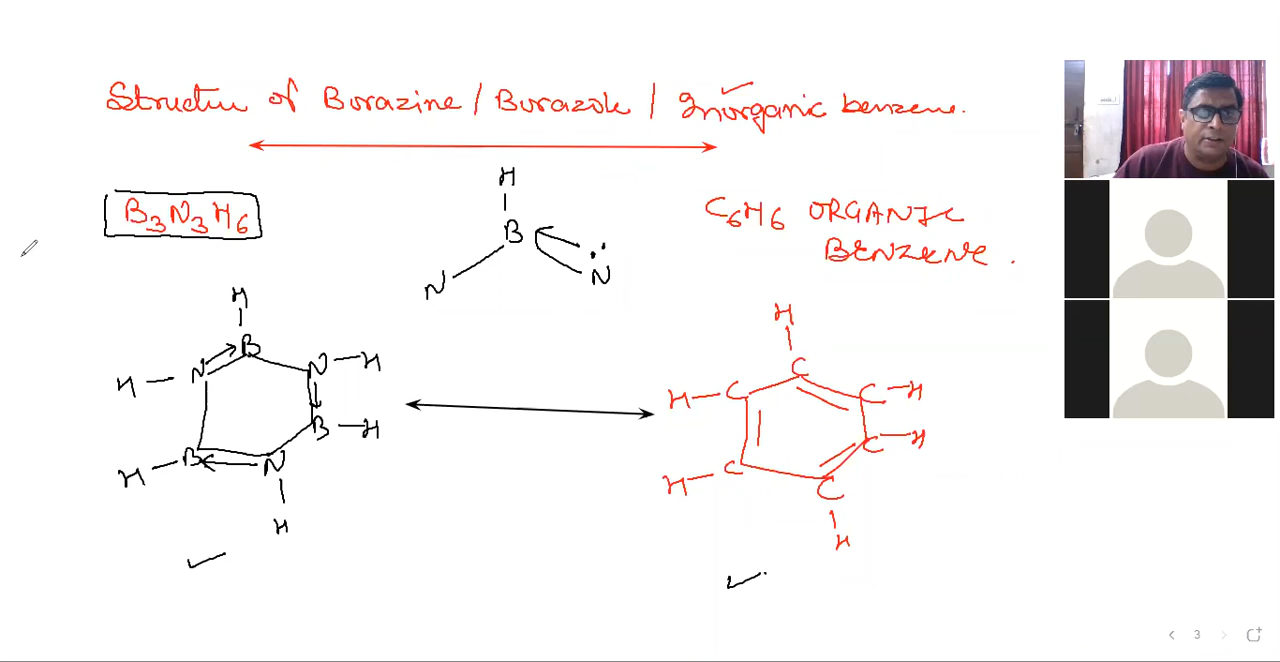 Structure of Borazine / Borazole / Inorganic benzene.
B3N3H6
H
B
N
N
C6H6 ORGANIC
BENZENE.
H
B
H N N H
B H
H B N
H
H
C
H C C H
C H
H C
C
H
3